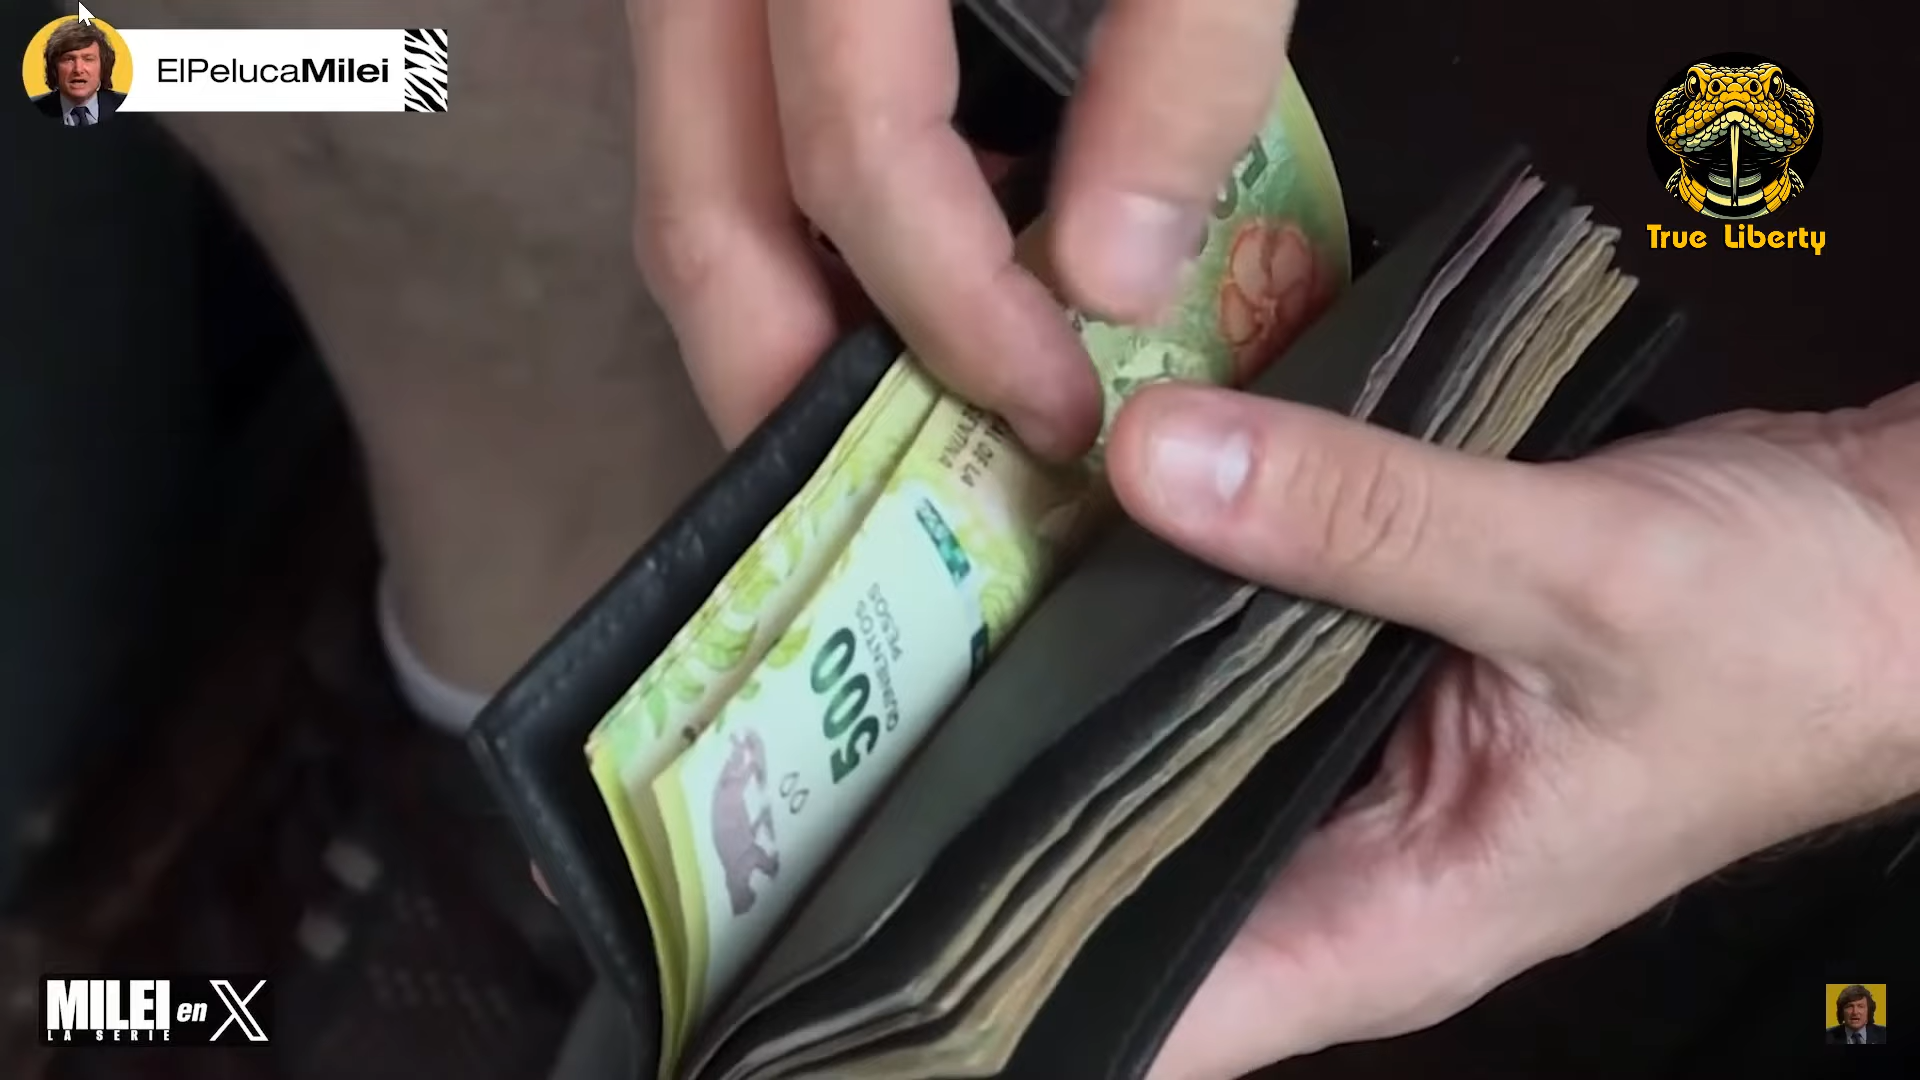 ElPelucaMilei
True Liberty
500
QUINIENTOS
PESOS
MILEI en X
LA SERIE